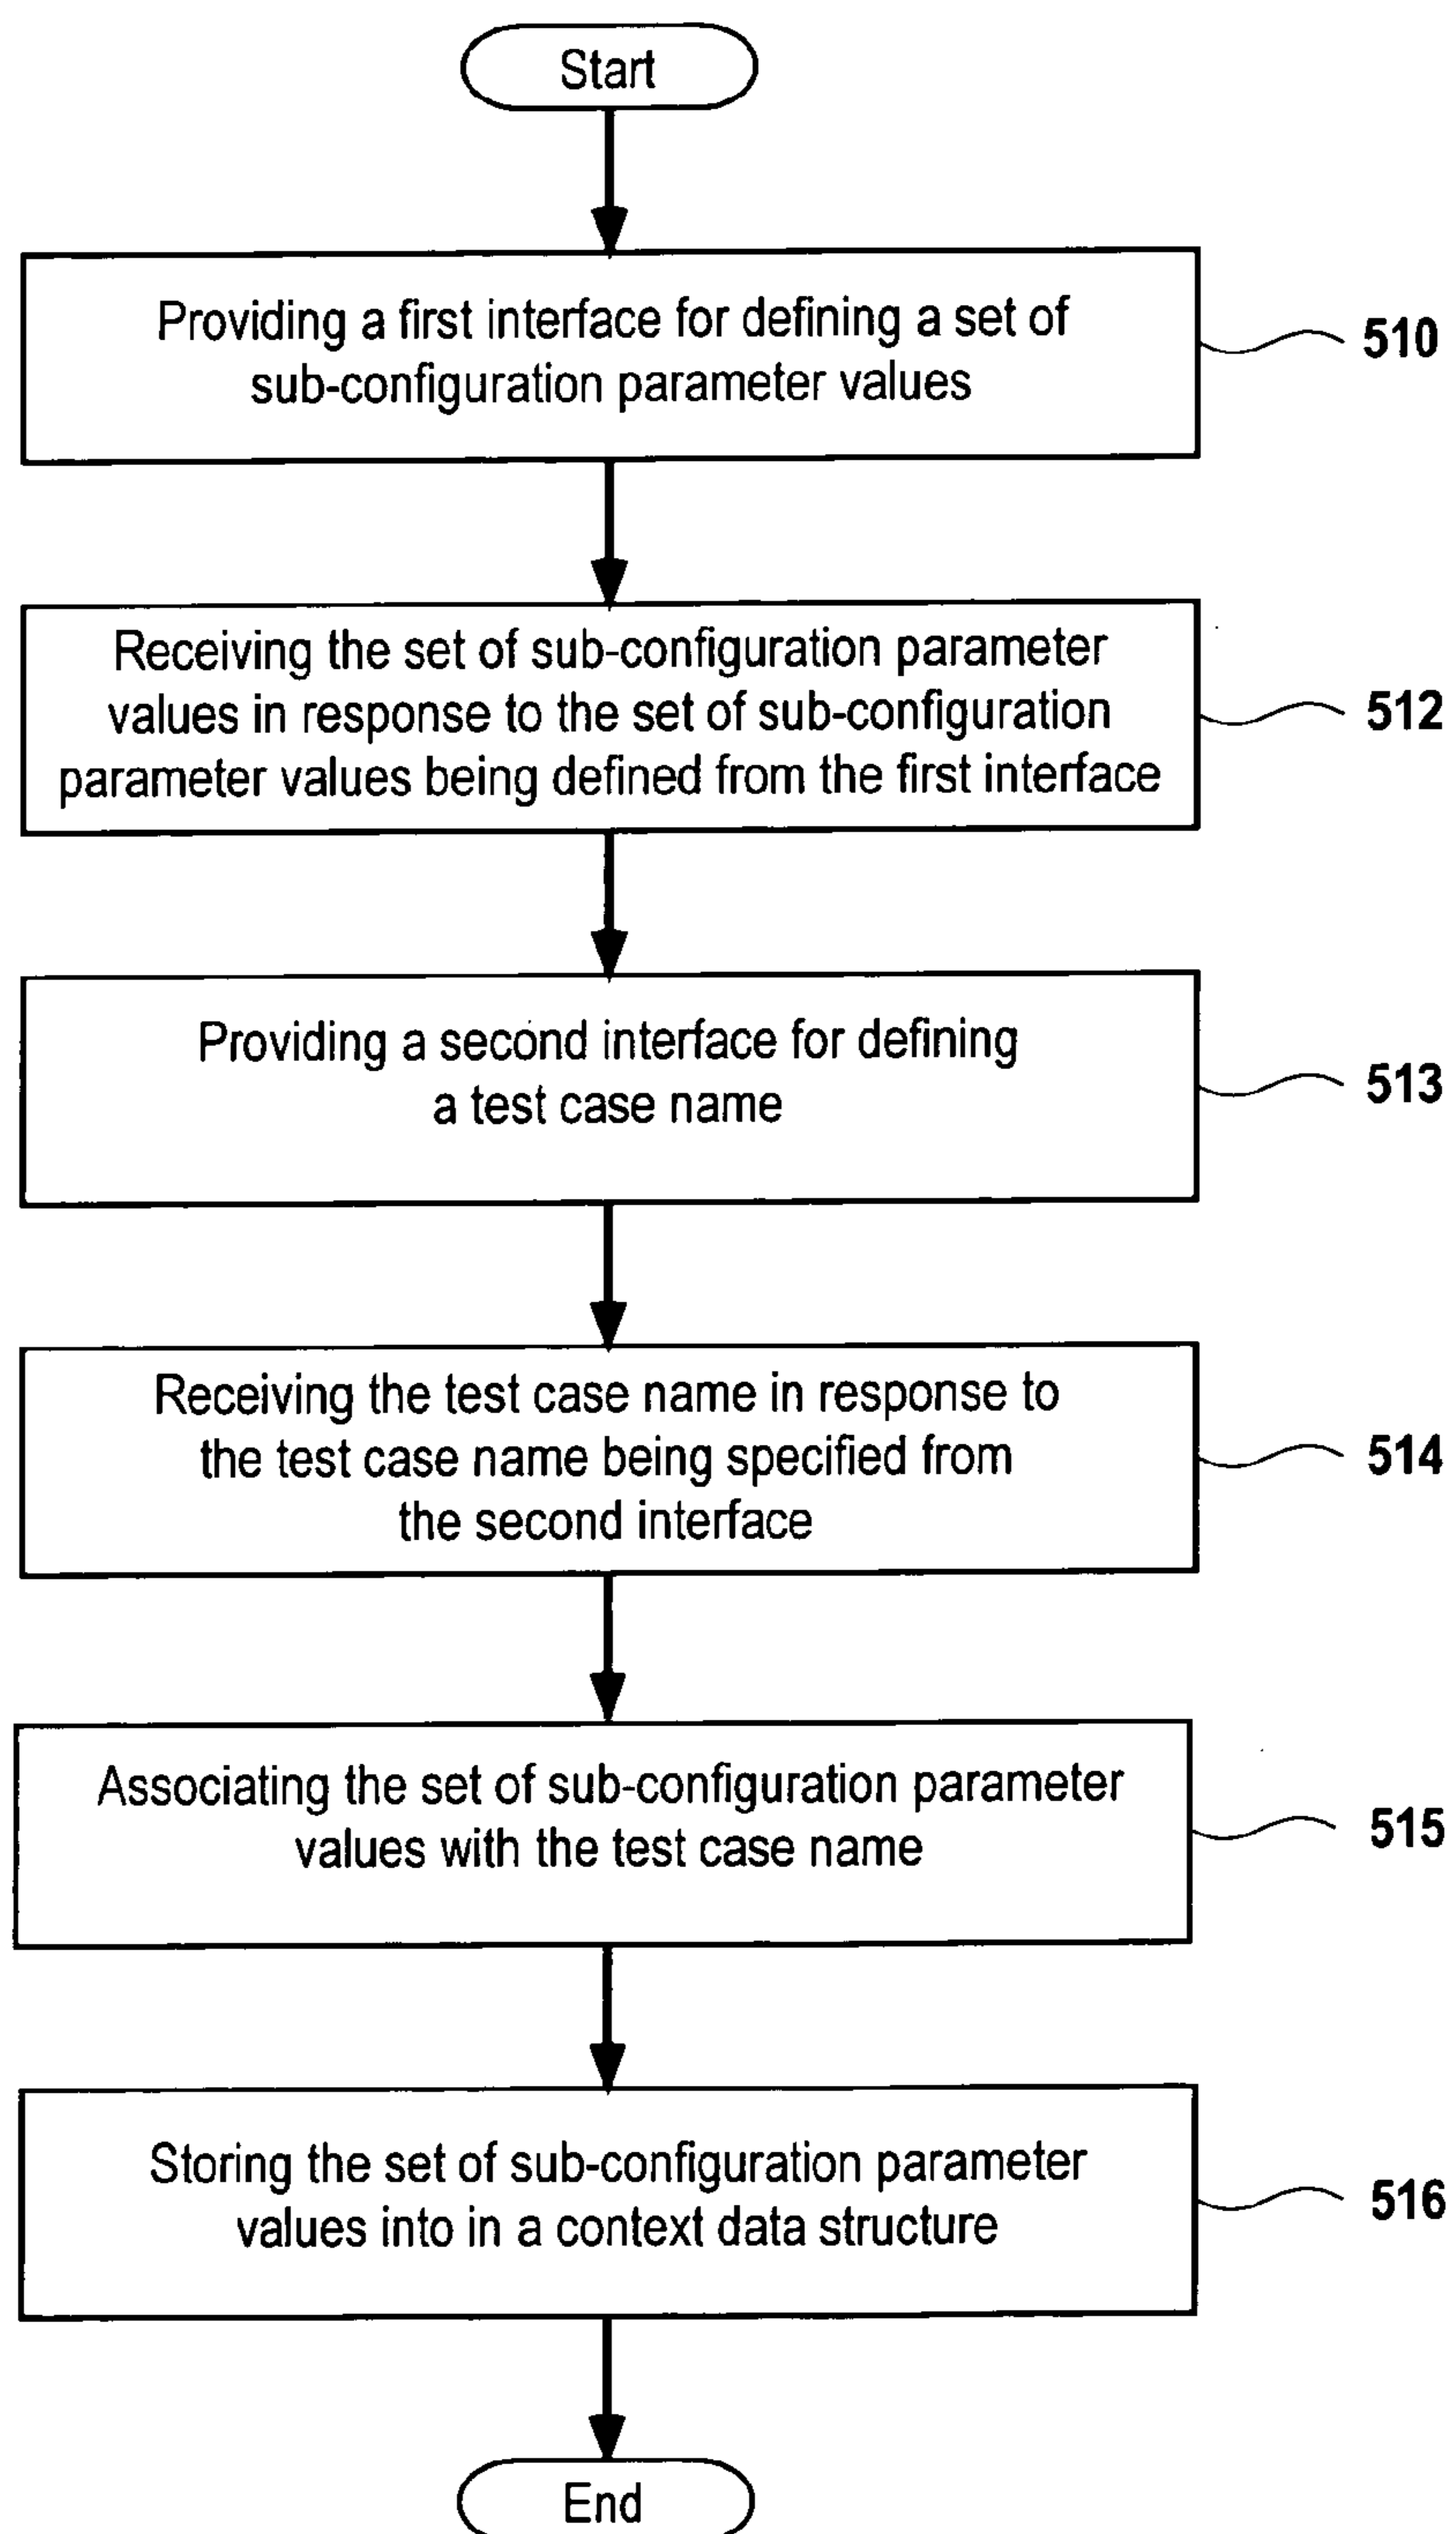 Start
Providing a first interface for defining a set of
sub-configuration parameter values
510
Receiving the set of sub-configuration parameter
values in response to the set of sub-configuration
parameter values being defined from the first interface
512
Providing a second interface for defining
a test case name
513
Receiving the test case name in response to
the test case name being specified from
the second interface
514
Associating the set of sub-configuration parameter
values with the test case name
515
Storing the set of sub-configuration parameter
values into in a context data structure
516
End